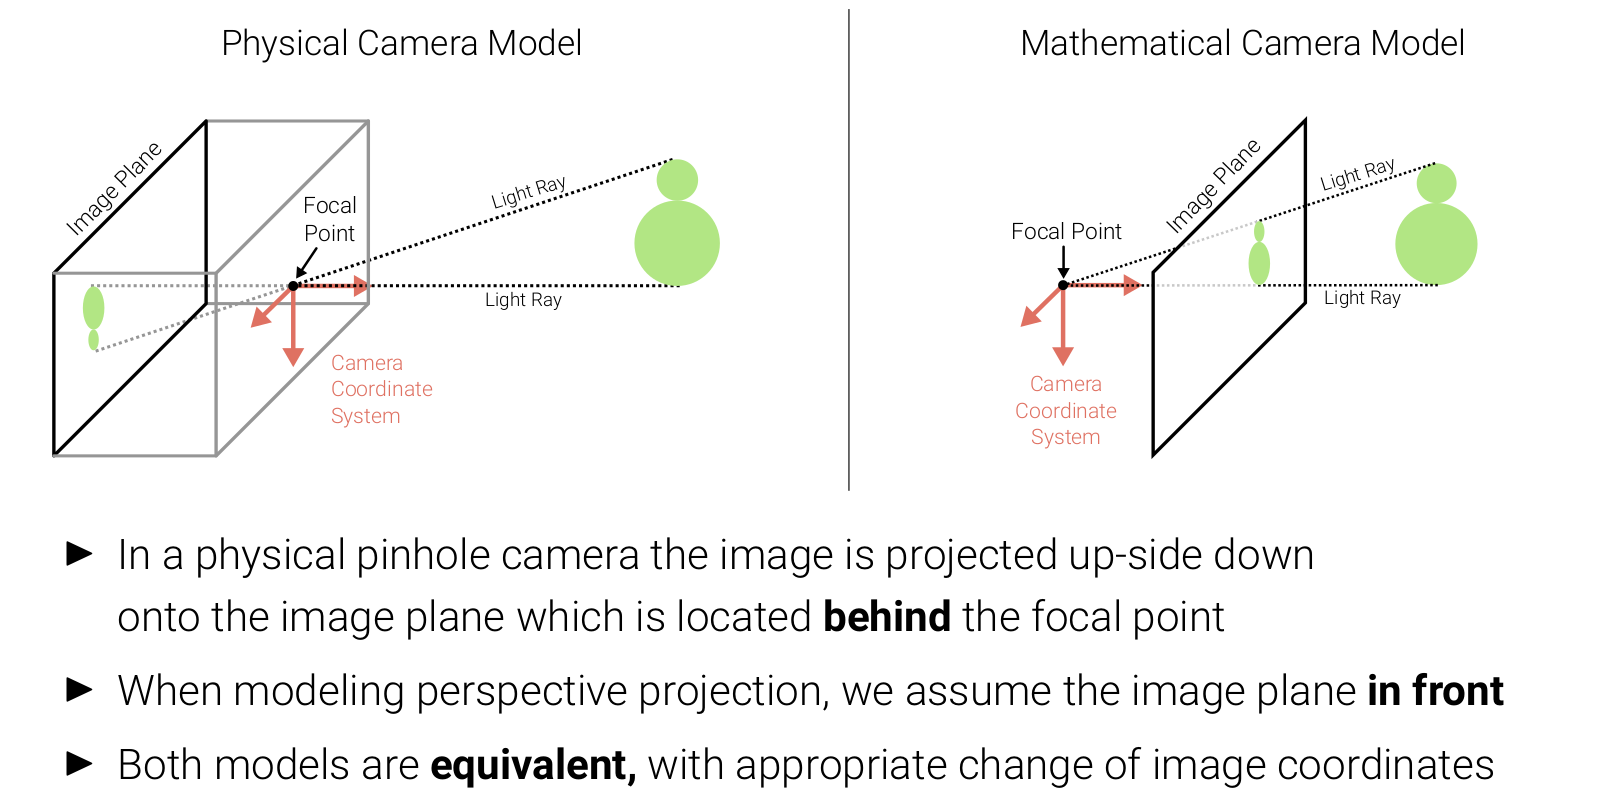 Physical Camera Model
Image Plane
Focal
Point
Light Ray
Light Ray
Camera
Coordinate
System
Mathematical Camera Model
Image Plane
Light Ray
Focal Point
Light Ray
Camera
Coordinate
System
In a physical pinhole camera the image is projected up-side down
onto the image plane which is located behind the focal point
When modeling perspective projection, we assume the image plane in front
Both models are equivalent, with appropriate change of image coordinates